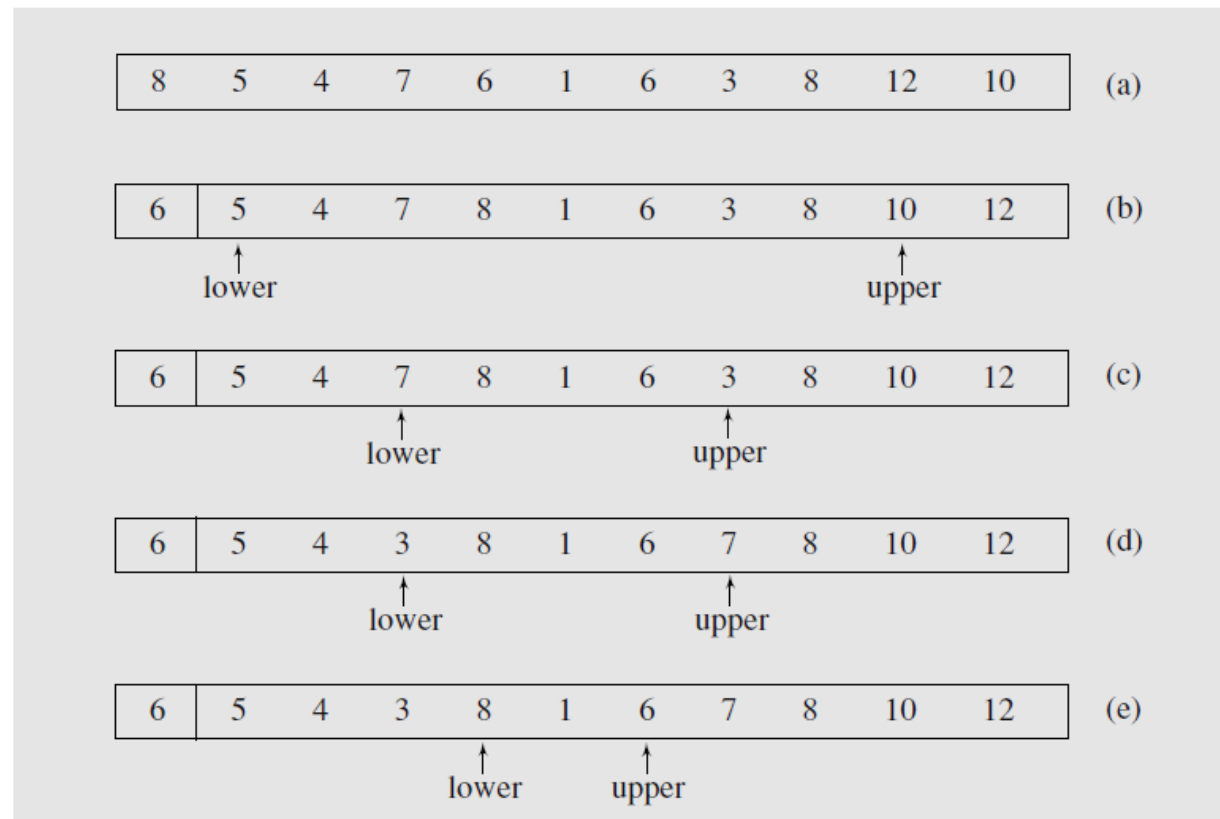 8 5 4 7 6 1 6 3 8 12 10 (a)
6 5 4 7 8 1 6 3 8 10 12 (b)
lower upper
6 5 4 7 8 1 6 3 8 10 12 (c)
lower upper
6 5 4 3 8 1 6 7 8 10 12 (d)
lower upper
6 5 4 3 8 1 6 7 8 10 12 (e)
lower upper